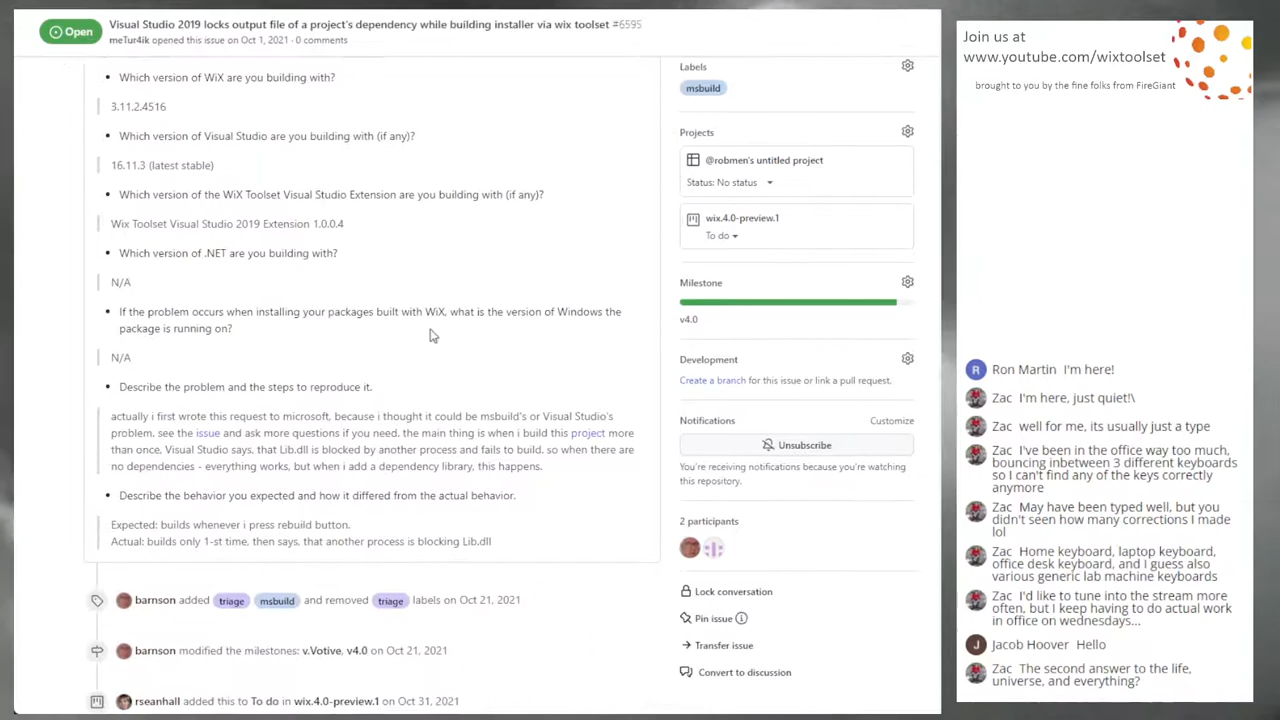 Open
Visual Studio 2019 locks output file of a project's dependency while building installer via wix toolset #6595
meTur4ik opened this issue on Oct 1, 2021 · 0 comments
• Which version of WiX are you building with?
3.11.2.4516
• Which version of Visual Studio are you building with (if any)?
16.11.3 (latest stable)
• Which version of the WiX Toolset Visual Studio Extension are you building with (if any)?
Wix Toolset Visual Studio 2019 Extension 1.0.0.4
• Which version of .NET are you building with?
N/A
• If the problem occurs when installing your packages built with WiX, what is the version of Windows the
package is running on?
N/A
• Describe the problem and the steps to reproduce it.
actually i first wrote this request to microsoft, because i thought it could be msbuild's or Visual Studio's
problem. see the issue and ask more questions if you need. the main thing is when i build this project more
than once, Visual Studio says, that Lib.dll is blocked by another process and fails to build. so when there are
no dependencies - everything works, but when i add a dependency library, this happens.
• Describe the behavior you expected and how it differed from the actual behavior.
Expected: builds whenever i press rebuild button.
Actual: builds only 1-st time, then says, that another process is blocking Lib.dll
barnson added triage msbuild and removed triage labels on Oct 21, 2021
barnson modified the milestones: v.Votive, v4.0 on Oct 21, 2021
rseanhall added this to To do in wix.4.0-preview.1 on Oct 31, 2021
Labels
msbuild
Projects
@robmen's untitled project
Status: No status
wix.4.0-preview.1
To do
Milestone
v4.0
Development
Create a branch for this issue or link a pull request.
Notifications
Customize
Unsubscribe
You're receiving notifications because you're watching
this repository.
2 participants
Lock conversation
Pin issue
Transfer issue
Convert to discussion
Join us at
www.youtube.com/wixtoolset
brought to you by the fine folks from FireGiant
R Ron Martin I'm here!
Zac I'm here, just quiet!\
Zac well for me, its usually just a type
Zac I've been in the office way too much,
bouncing inbetween 3 different keyboards
so I can't find any of the keys correctly
anymore
Zac May have been typed well, but you
didn't seen how many corrections I made
lol
Zac Home keyboard, laptop keyboard,
office desk keyboard, and I guess also
various generic lab machine keyboards
Zac I'd like to tune into the stream more
often, but I keep having to do actual work
in office on wednesdays...
J Jacob Hoover Hello
Zac The second answer to the life,
universe, and everything?